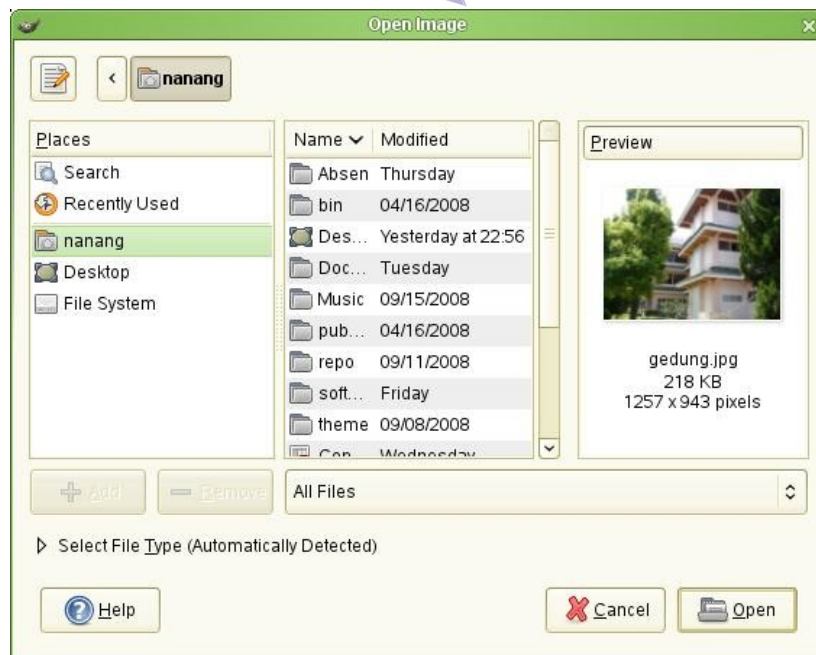 Open Image
nanang
Places
Search
Recently Used
nanang
Desktop
File System
Name Modified
Absen Thursday
bin 04/16/2008
Des... Yesterday at 22:56
Doc... Tuesday
Music 09/15/2008
pub... 04/16/2008
repo 09/11/2008
soft... Friday
theme 09/08/2008
Con Wednesday
Preview
gedung.jpg
218 KB
1257 x 943 pixels
Add Remove
All Files
Select File Type (Automatically Detected)
Help Cancel Open